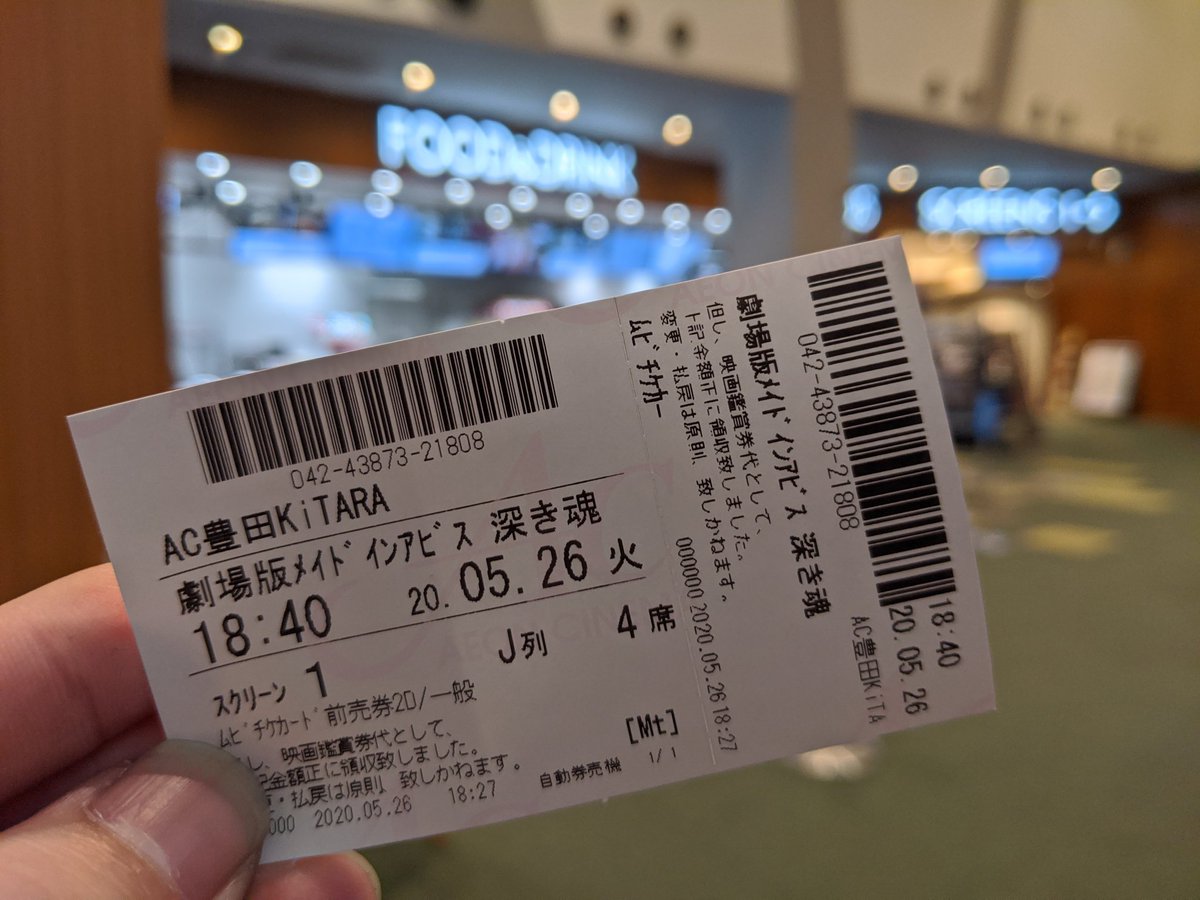 FOOD&DRINK
042-43873-21808
AC豊田KiTARA
劇場版メイドインアビス 深き魂
18:40 20.05.26 火
スクリーン 1 J列 4席
ムビチケカード前売券2D/一般
し、映画鑑賞券代として、
記金額正に領収致しました。
・払戻は原則、致しかねます。
000 2020.05.26 18:27
[Mt]
自動券売機 1/1
ムビチケカー
劇場版メイドインアビス 深き魂
但し、映画鑑賞券代として、
ト記金額正に領収致しました。
変更・払戻は原則、致しかねます。
000000 2020.05.26 18:27
042-43873-21808
18:40
20.05.26
AC豊田KiTA